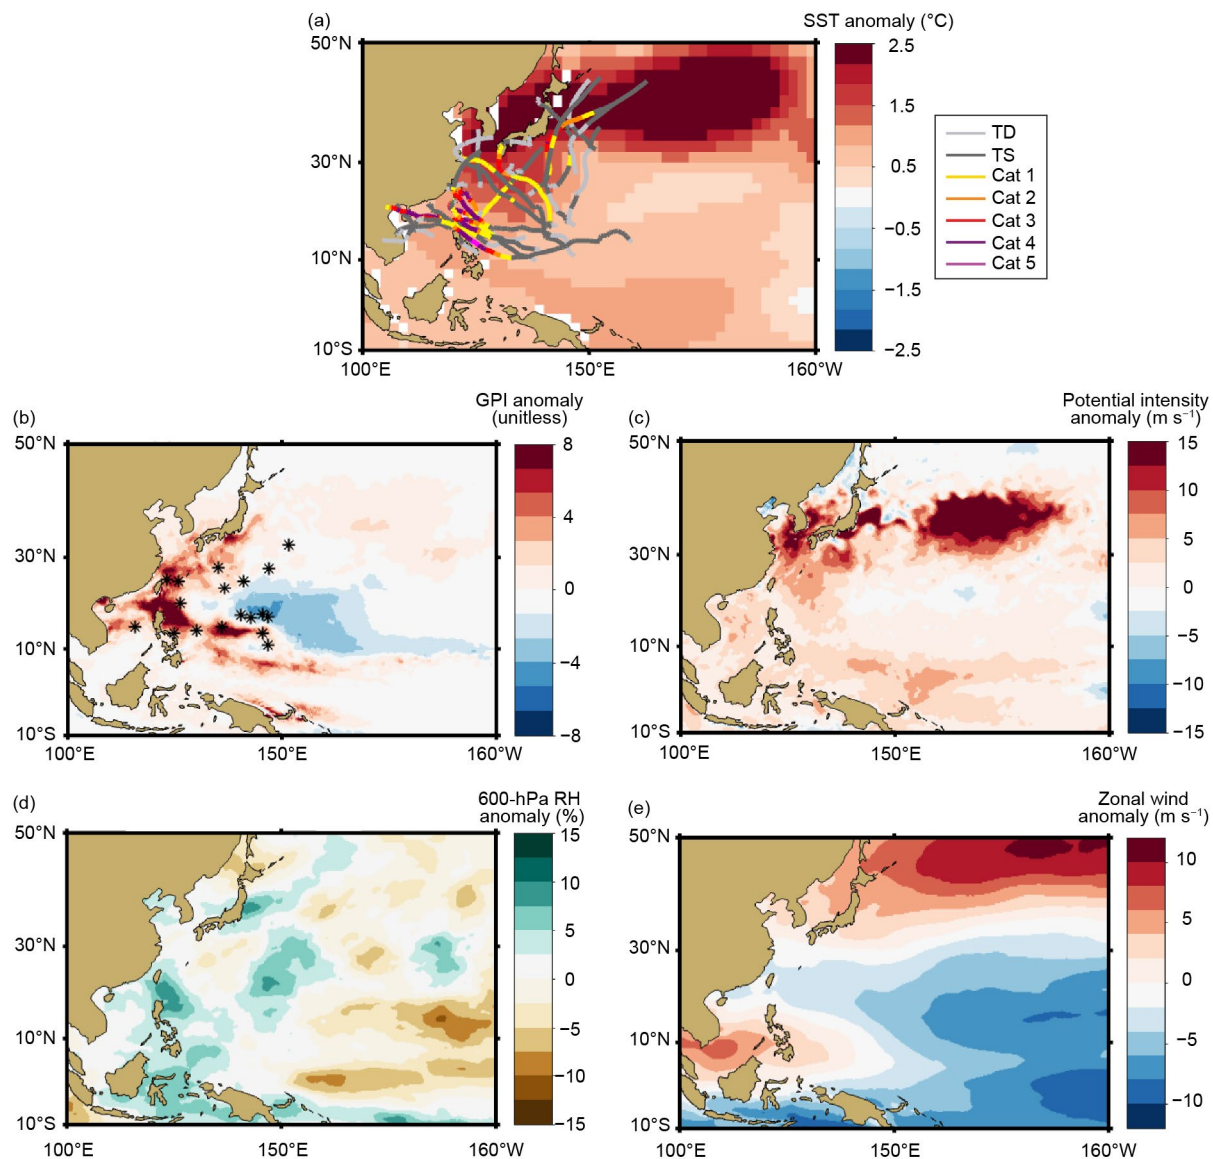 (a)
SST anomaly (°C)
50°N
30°N
10°N
10°S
100°E
150°E
160°W
2.5
1.5
0.5
−0.5
−1.5
−2.5
TD
TS
Cat 1
Cat 2
Cat 3
Cat 4
Cat 5
(b)
GPI anomaly
(unitless)
50°N
30°N
10°N
10°S
100°E
150°E
160°W
8
4
0
−4
−8
(c)
Potential intensity
anomaly (m s⁻¹)
50°N
30°N
10°N
10°S
100°E
150°E
160°W
15
10
5
0
−5
−10
−15
(d)
600-hPa RH
anomaly (%)
50°N
30°N
10°N
10°S
100°E
150°E
160°W
15
10
5
0
−5
−10
−15
(e)
Zonal wind
anomaly (m s⁻¹)
50°N
30°N
10°N
10°S
100°E
150°E
160°W
10
5
0
−5
−10